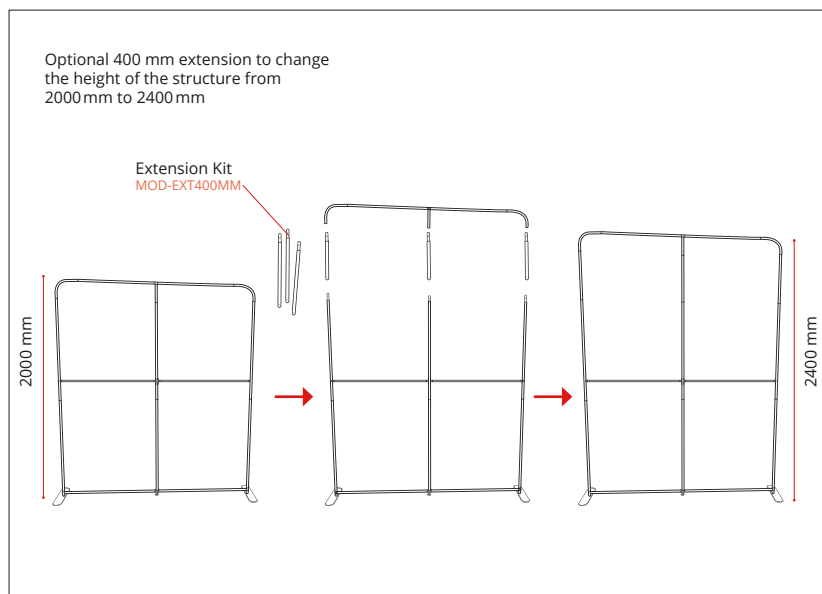 Optional 400 mm extension to change
the height of the structure from
2000 mm to 2400 mm
Extension Kit
MOD-EXT400MM
2000 mm
2400 mm